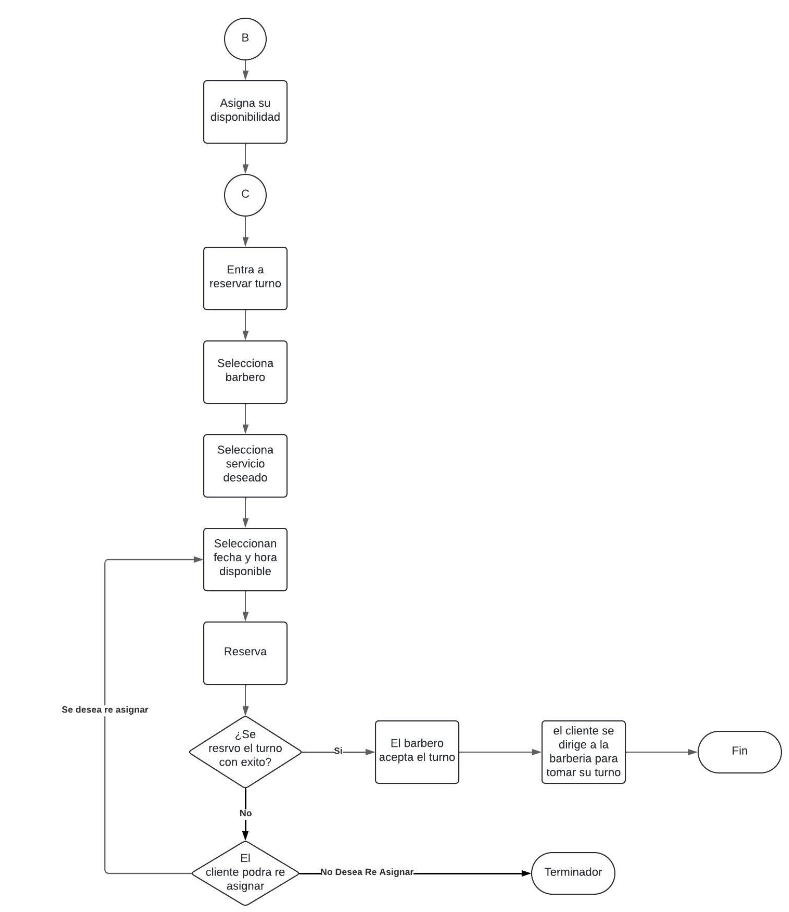 B
Asigna su
disponibilidad
C
Entra a
reservar turno
Selecciona
barbero
Selecciona
servicio
deseado
Seleccionan
fecha y hora
disponible
Reserva
Se desea re asignar
¿Se
resrvo el turno
con exito?
Si
El barbero
acepta el turno
el cliente se
dirige a la
barberia para
tomar su turno
Fin
No
El
cliente podra re
asignar
No Desea Re Asignar
Terminador